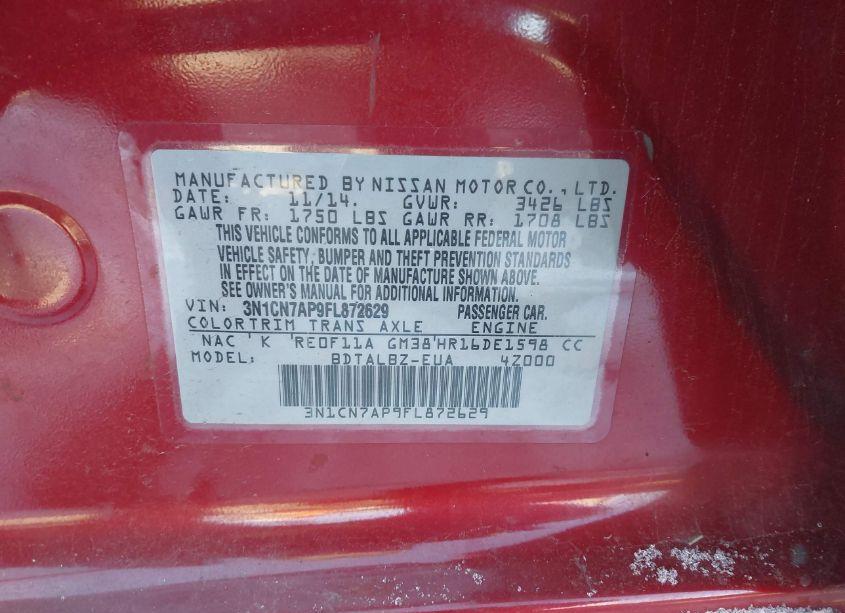 MANUFACTURED BY NISSAN MOTOR CO., LTD.
DATE: 11/14. GVWR: 3426 LBS
GAWR FR: 1750 LBS GAWR RR: 1708 LBS
THIS VEHICLE CONFORMS TO ALL APPLICABLE FEDERAL MOTOR
VEHICLE SAFETY, BUMPER AND THEFT PREVENTION STANDARDS
IN EFFECT ON THE DATE OF MANUFACTURE SHOWN ABOVE.
SEE OWNER'S MANUAL FOR ADDITIONAL INFORMATION.
VIN: 3N1CN7AP9FL872629 PASSENGER CAR.
COLOR TRIM TRANS AXLE ENGINE
NAC 'K 'RE0F11A GM38'HR16DE1598 CC
MODEL: BDTALBZ-EUA 4Z000
3N1CN7AP9FL872629